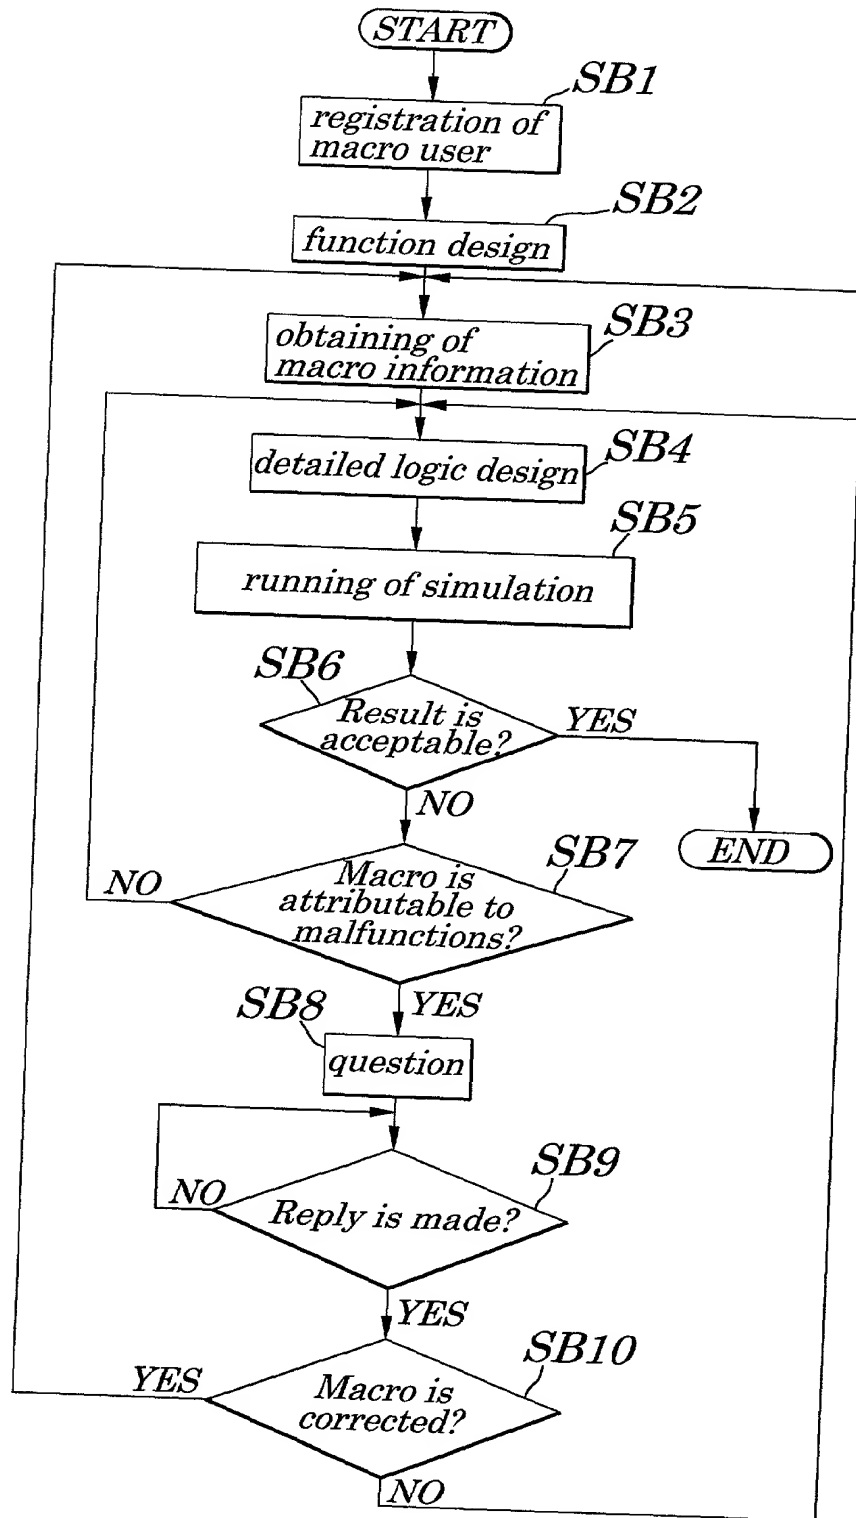 START
SB1
registration of
macro user
SB2
function design
SB3
obtaining of
macro information
SB4
detailed logic design
SB5
running of simulation
SB6
Result is
acceptable?
YES
NO
END
SB7
NO
Macro is
attributable to
malfunctions?
YES
SB8
question
SB9
NO
Reply is made?
YES
SB10
YES
Macro is
corrected?
NO